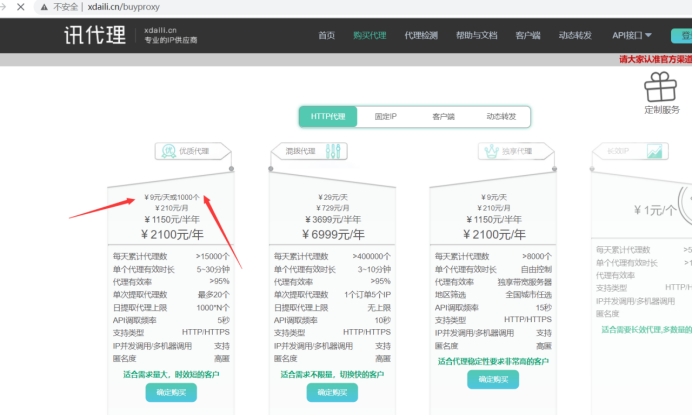 不安全 | xdaili.cn/buyproxy
讯代理
xdaili.cn
专业的IP供应商
首页 购买代理 代理检测 帮助与文档 客户端 动态转发 API接口
请大家认准官方渠道
定制服务
HTTP代理 固定IP 客户端 动态转发
优质代理
￥9元/天或1000个
￥210元/月
￥1150元/半年
￥2100元/年
每天累计代理数 >15000个
单个代理有效时长 5~30分钟
代理有效率 >95%
单次提取代理数 最多20个
日提取代理上限 1000*N个
API调取频率 5秒
支持类型 HTTP/HTTPS
IP并发调用/多机器调用 支持
匿名度 高匿
适合需求量大，时效短的客户
确定购买
混拨代理
￥29元/天
￥729元/月
￥3699元/半年
￥6999元/年
每天累计代理数 >400000个
单个代理有效时长 3~10分钟
代理有效率 >95%
单次提取代理数 1个订单5个IP
日提取代理上限 无上限
API调取频率 10秒
支持类型 HTTP/HTTPS
IP并发调用/多机器调用 支持
匿名度 高匿
适合需求不限量，切换快的客户
确定购买
独享代理
￥9元/天
￥210元/月
￥1150元/半年
￥2100元/年
每天累计代理数 >8000个
单个代理有效时长 自由控制
代理有效率 独享带宽服务器
地区筛选 全国城市任选
API调取频率 15秒
支持类型 HTTP/HTTPS
IP并发调用/多机器调用 支持
匿名度 高匿
适合代理稳定性要求非常高的客户
确定购买
长效IP
￥1元/个
每天累计代理数
单个代理有效时长
代理有效率
IP并发调用/多机器调用
支持类型
匿名度
适合需要长效代理,多数量的